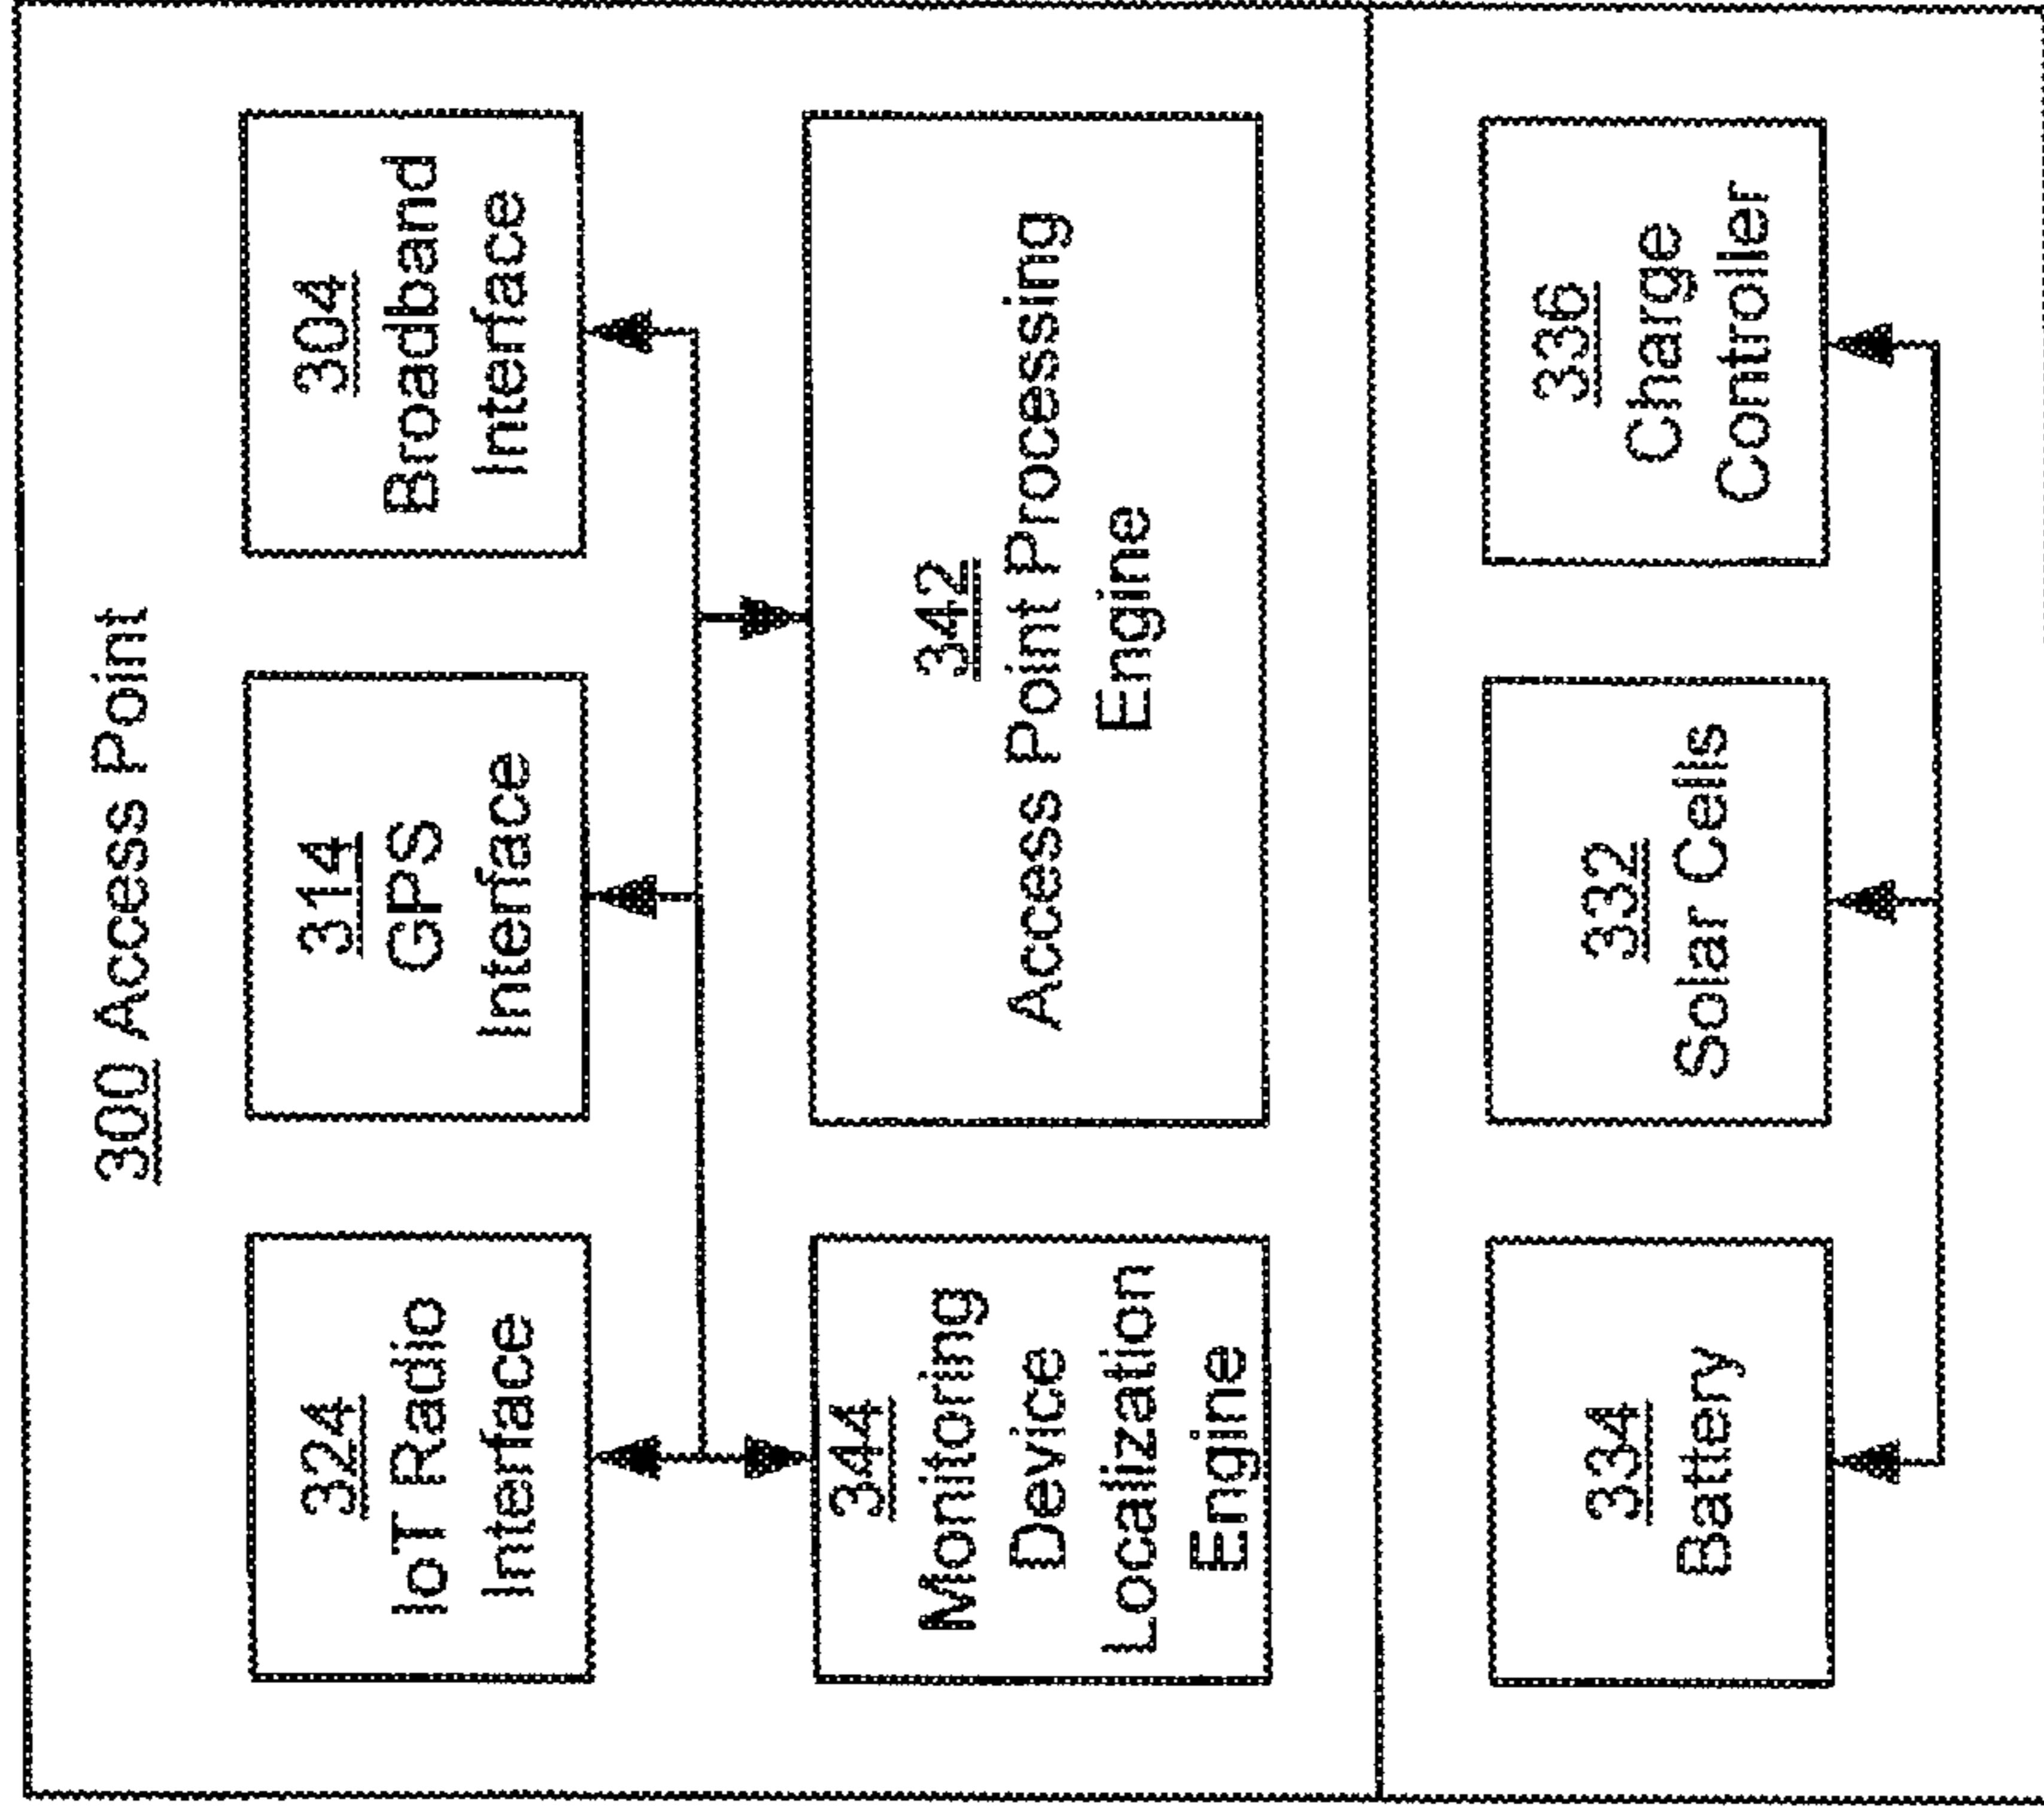 300 Access Point
324
IoT Radio
Interface
314
GPS
Interface
304
Broadband
Interface
344
Monitoring
Device
Localization
Engine
342
Access Point Processing
Engine
334
Battery
332
Solar Cells
336
Charge
Controller